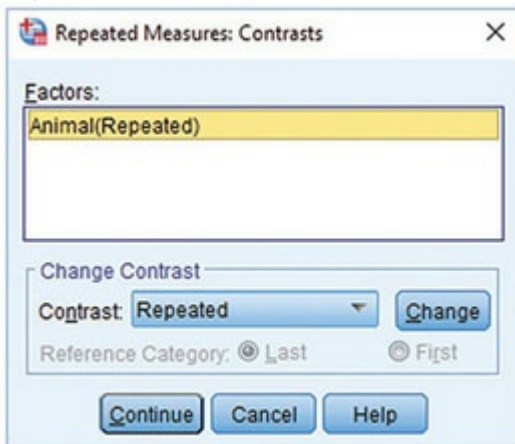 Repeated Measures: Contrasts
Factors:
Animal(Repeated)
Change Contrast
Contrast: Repeated Change
Reference Category: Last First
Continue Cancel Help